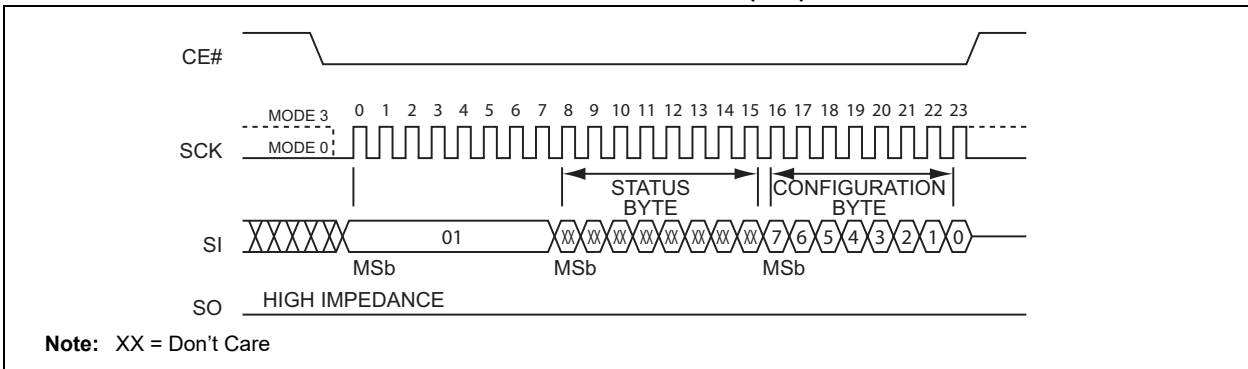 CE#
MODE 3 0 1 2 3 4 5 6 7 8 9 10 11 12 13 14 15 16 17 18 19 20 21 22 23
SCK MODE 0
STATUS CONFIGURATION
BYTE BYTE
SI 01 XX XX XX XX XX XX XX XX 7 6 5 4 3 2 1 0
MSb MSb MSb
SO HIGH IMPEDANCE
Note: XX = Don't Care